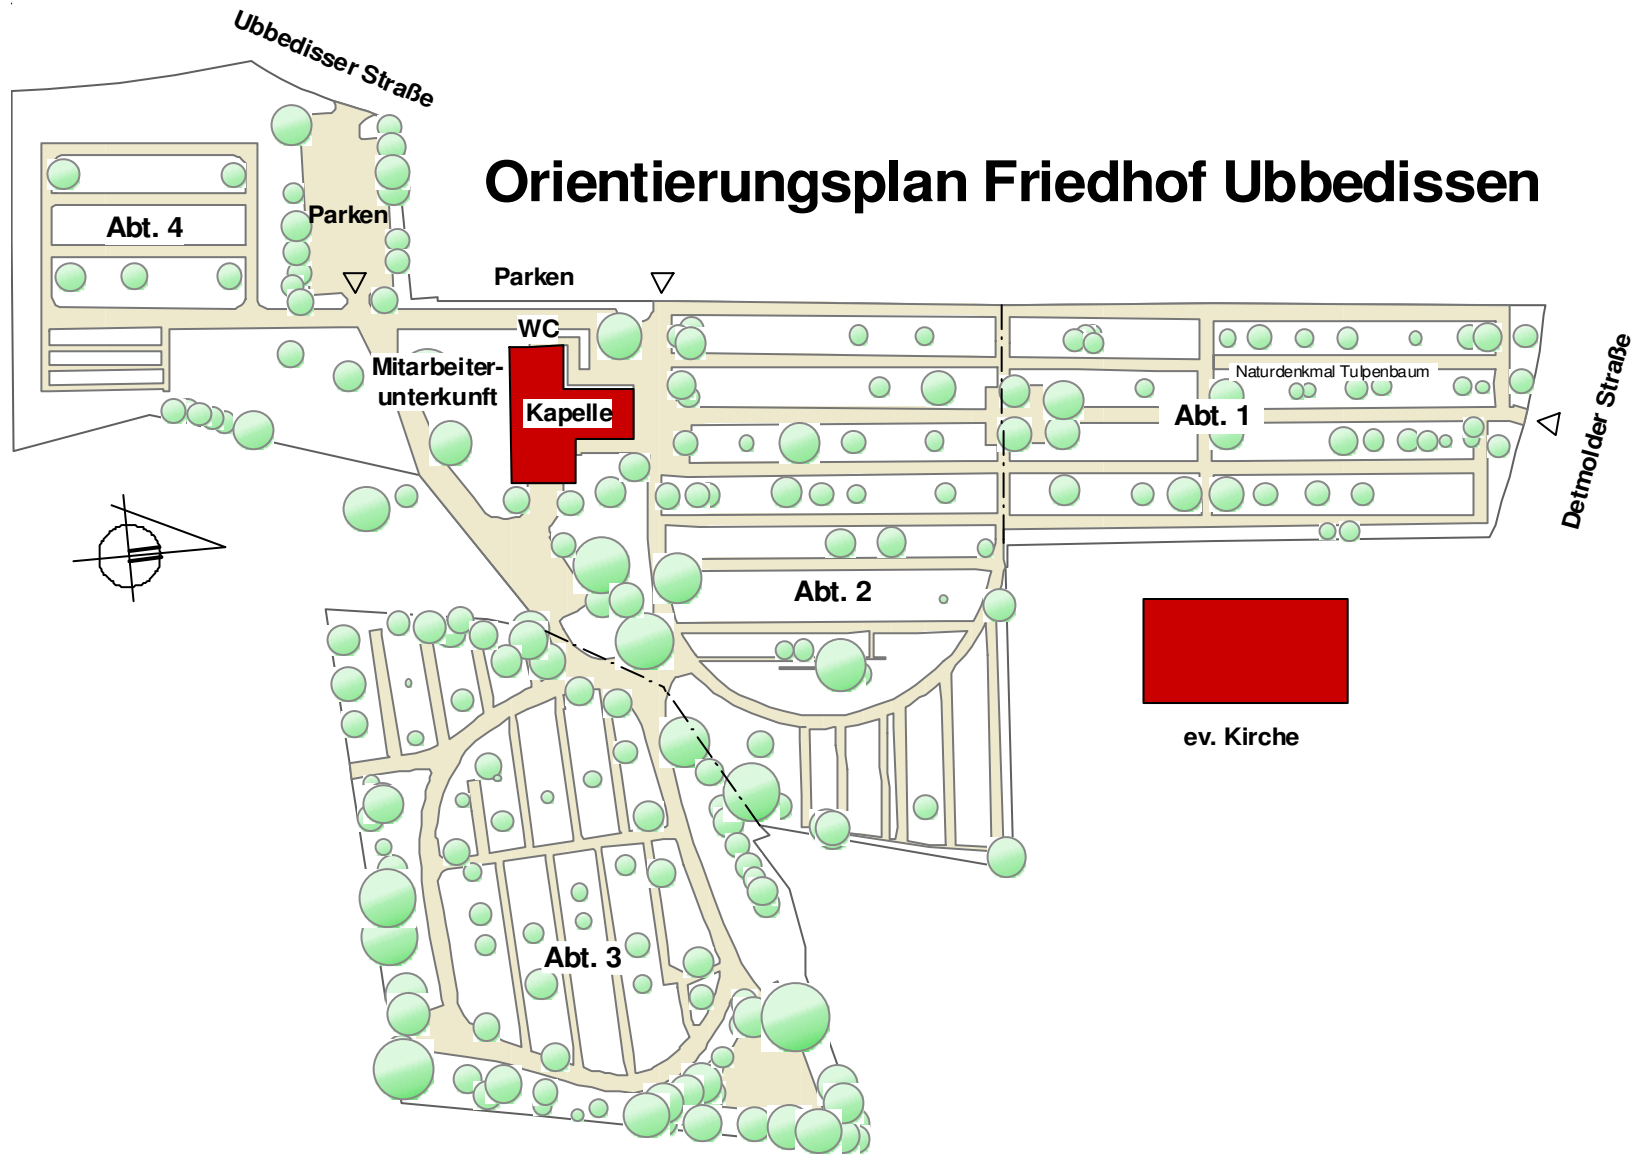 Ubbedisser Straße
Orientierungsplan Friedhof Ubbedissen
Parken
Abt. 4
Parken
WC
Mitarbeiter-
unterkunft
Kapelle
Naturdenkmal Tulpenbaum
Abt. 1
Detmolder Straße
Abt. 2
ev. Kirche
Abt. 3